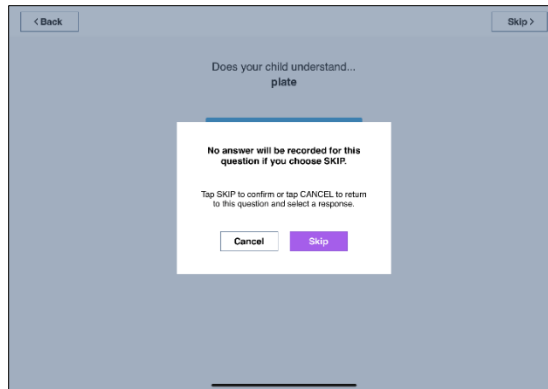 < Back
Skip >
Does your child understand...
plate
No answer will be recorded for this
question if you choose SKIP.
Tap SKIP to confirm or tap CANCEL to return
to this question and select a response.
Cancel
Skip